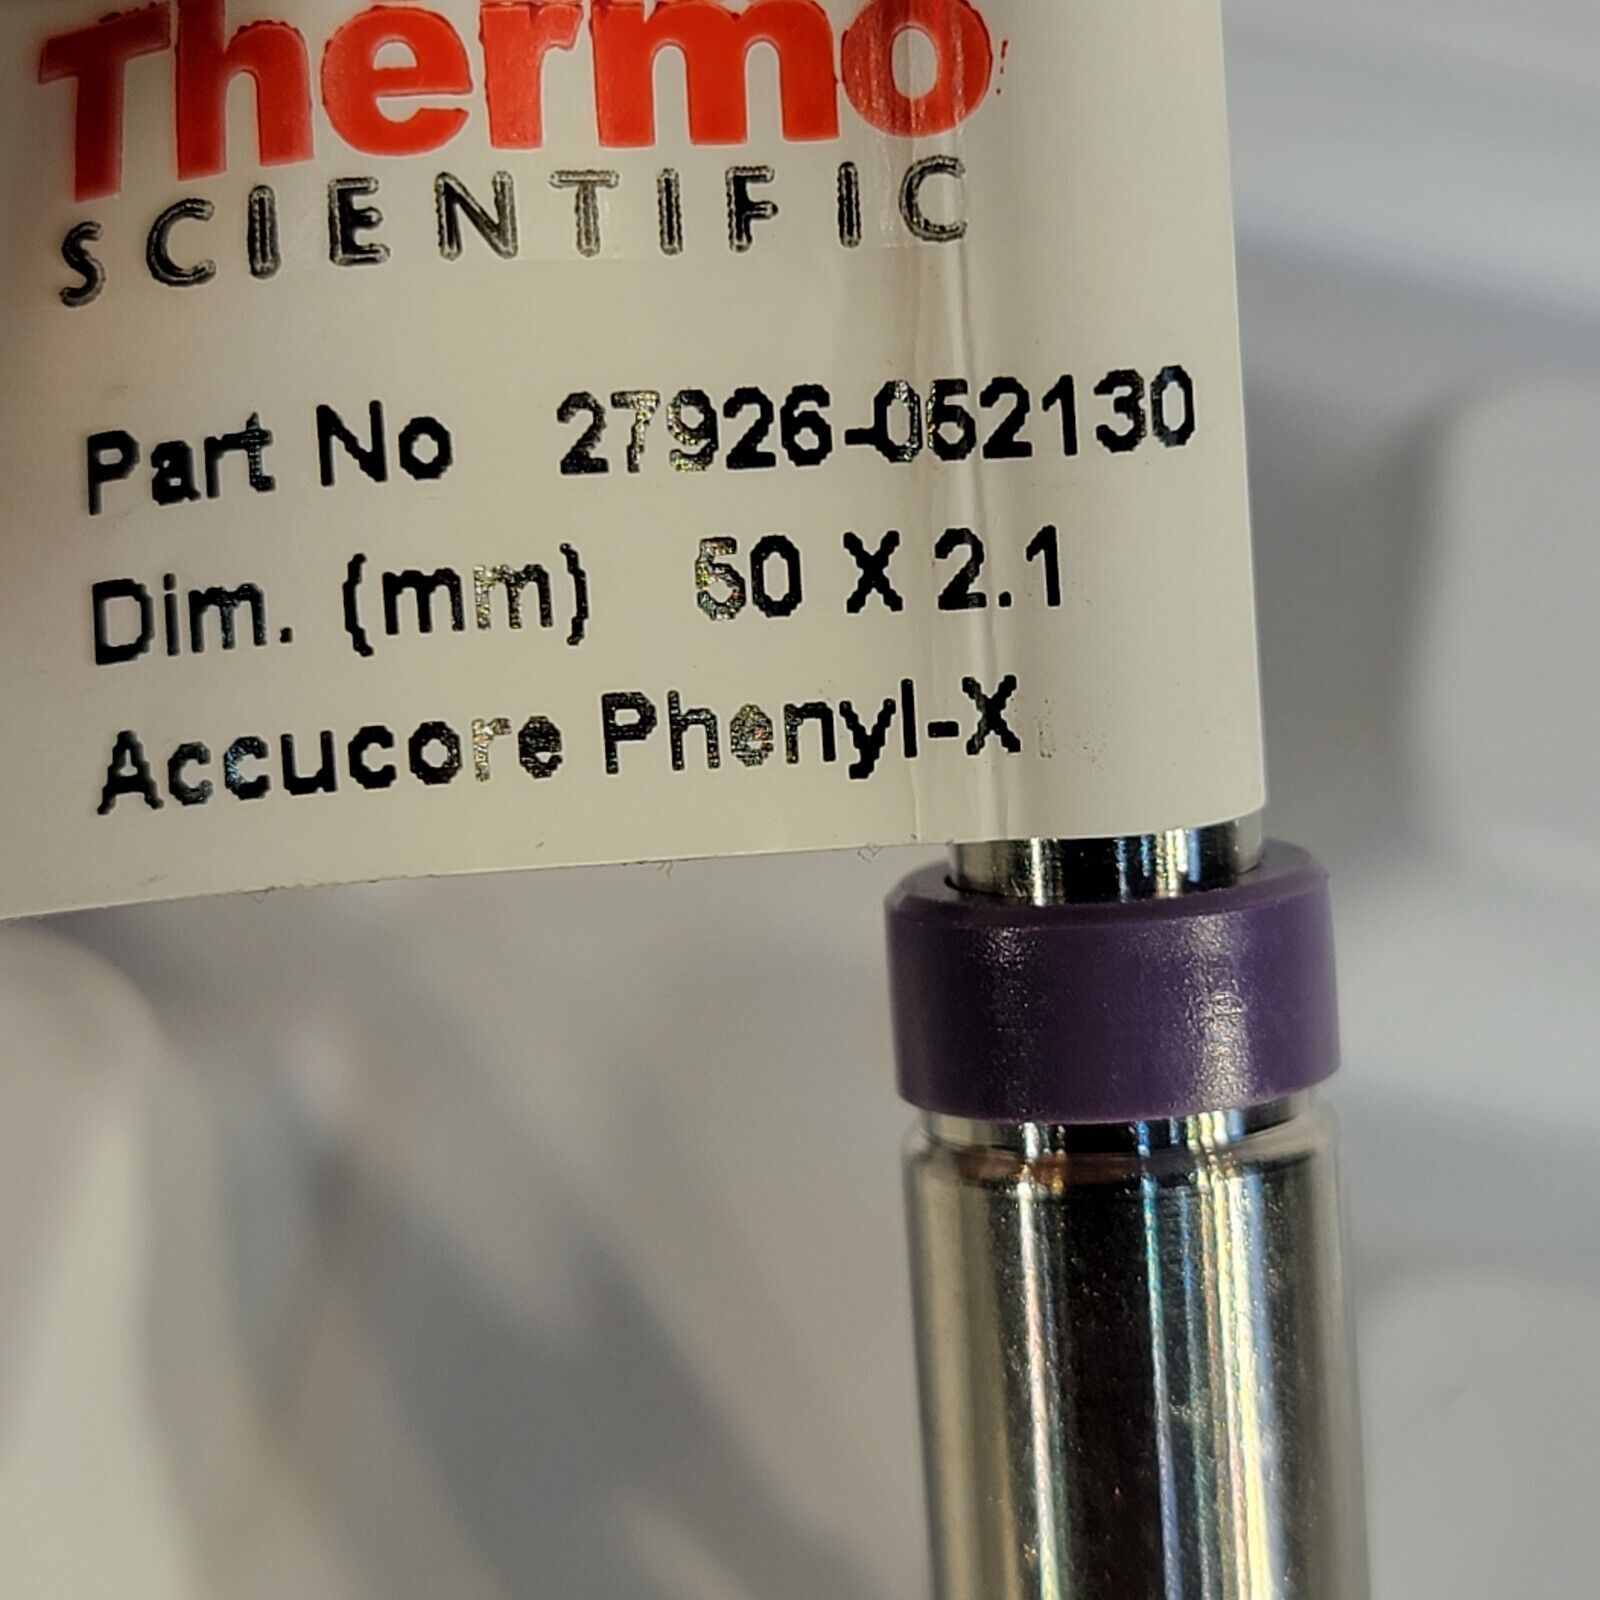 Thermo
SCIENTIFIC
Part No 27926-052130
Dim. (mm) 50 X 2.1
Accucore Phenyl-X